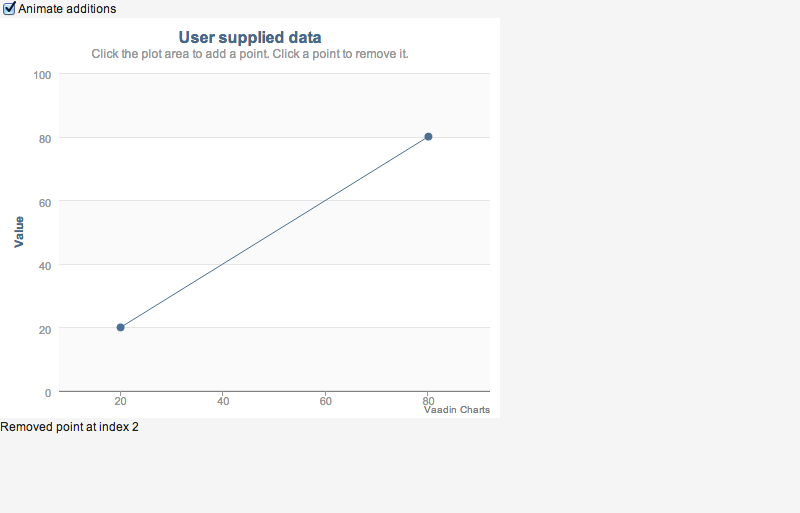 Animate additions
User supplied data
Click the plot area to add a point. Click a point to remove it.
100
80
60
40
20
0
Value
20 40 60 80
Vaadin Charts
Removed point at index 2